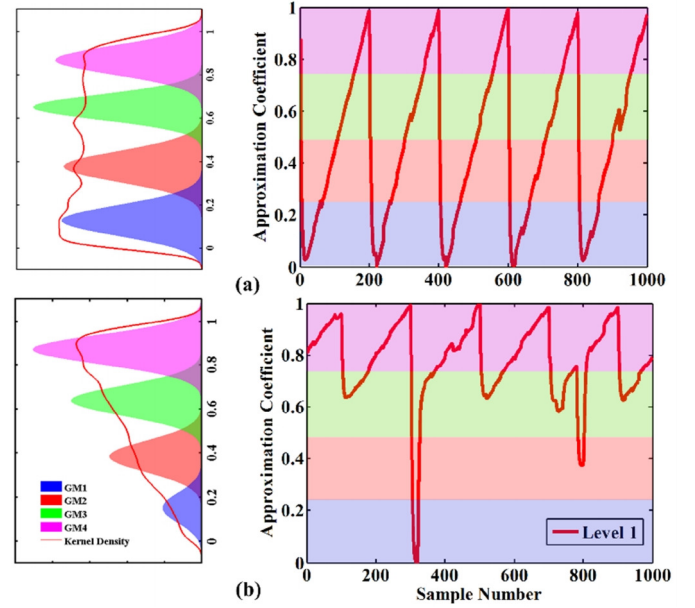 1
0.8
0.6
0.4
0.2
0
Approximation Coefficient
1
0.8
0.6
0.4
0.2
0
0 200 400 600 800 1000
(a)
1
0.8
0.6
0.4
0.2
0
GM1
GM2
GM3
GM4
Kernel Density
Approximation Coefficient
1
0.8
0.6
0.4
0.2
0
Level 1
0 200 400 600 800 1000
Sample Number
(b)